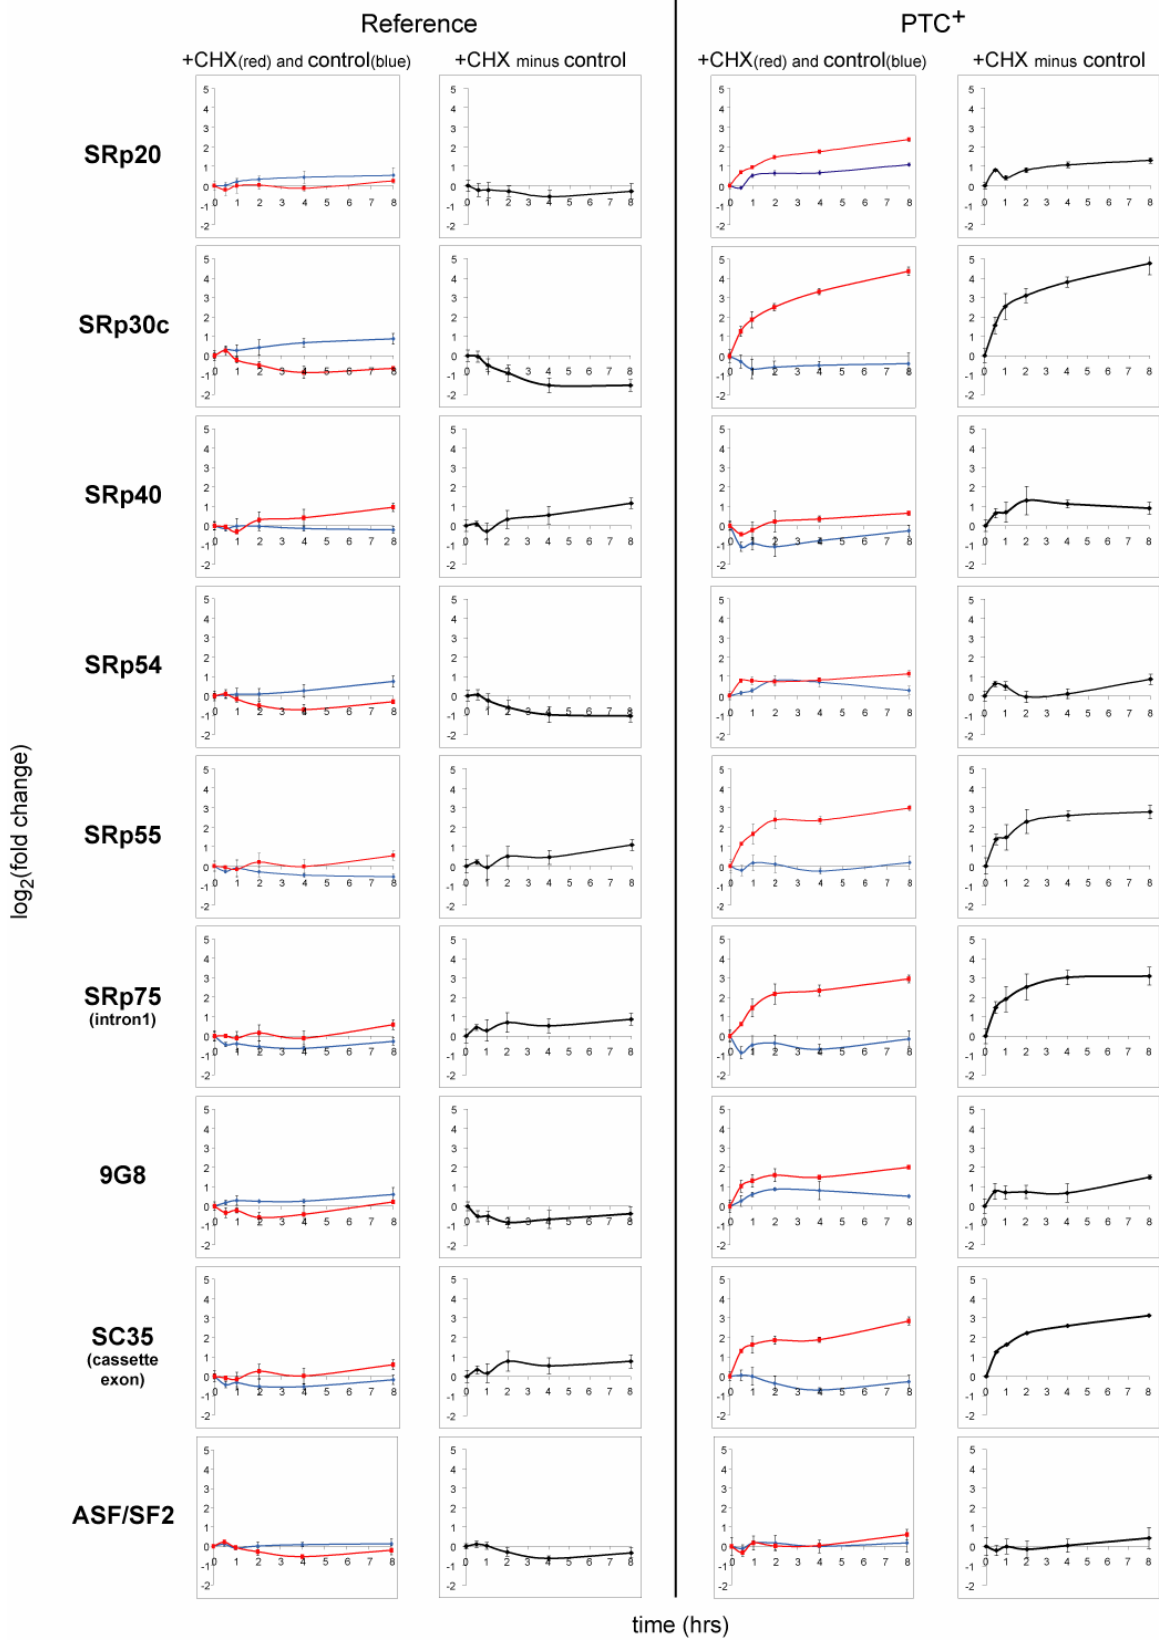 Reference
PTC+
+CHX(red) and control(blue)
+CHX minus control
+CHX(red) and control(blue)
+CHX minus control
SRp20
SRp30c
SRp40
SRp54
SRp55
SRp75
(intron1)
9G8
SC35
(cassette
exon)
ASF/SF2
log2(fold change)
time (hrs)